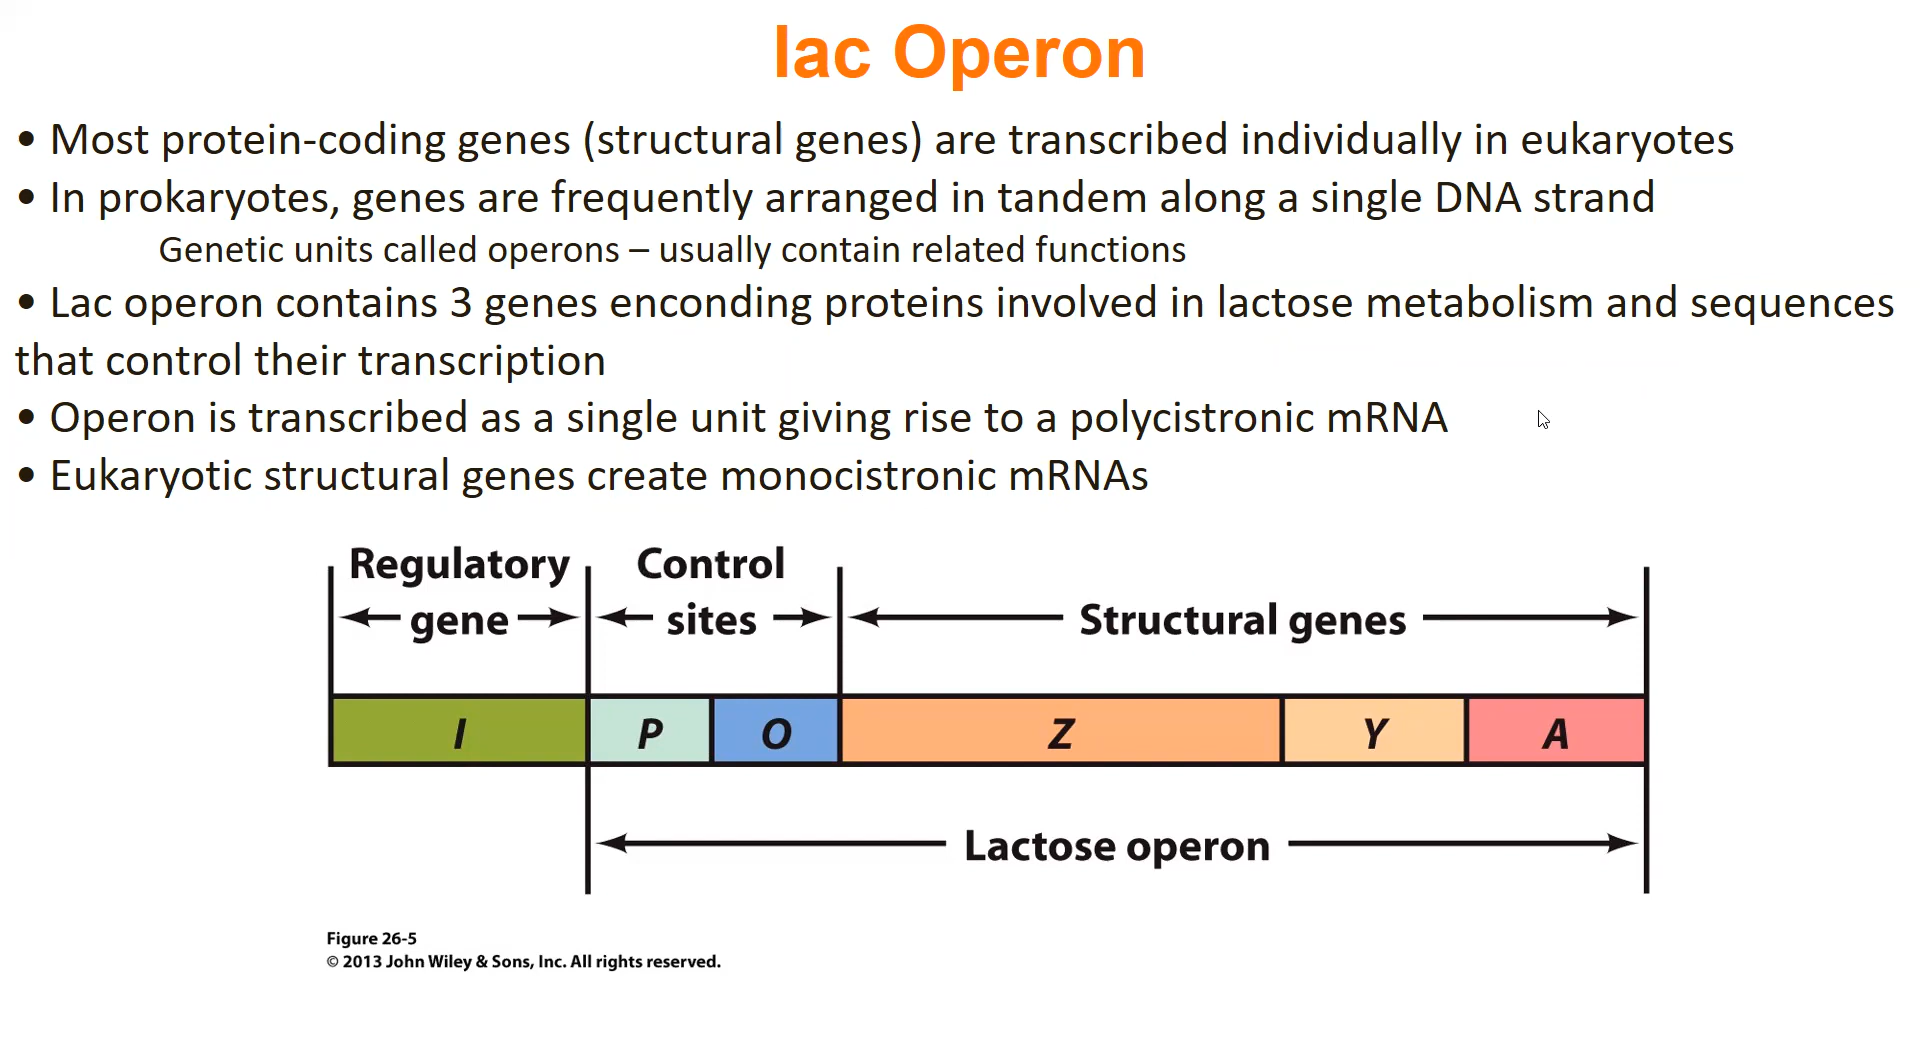 lac Operon
• Most protein-coding genes (structural genes) are transcribed individually in eukaryotes
• In prokaryotes, genes are frequently arranged in tandem along a single DNA strand
Genetic units called operons – usually contain related functions
• Lac operon contains 3 genes enconding proteins involved in lactose metabolism and sequences
that control their transcription
• Operon is transcribed as a single unit giving rise to a polycistronic mRNA
• Eukaryotic structural genes create monocistronic mRNAs
Regulatory
gene
Control
sites
Structural genes
I P O Z Y A
Lactose operon
Figure 26-5
© 2013 John Wiley & Sons, Inc. All rights reserved.